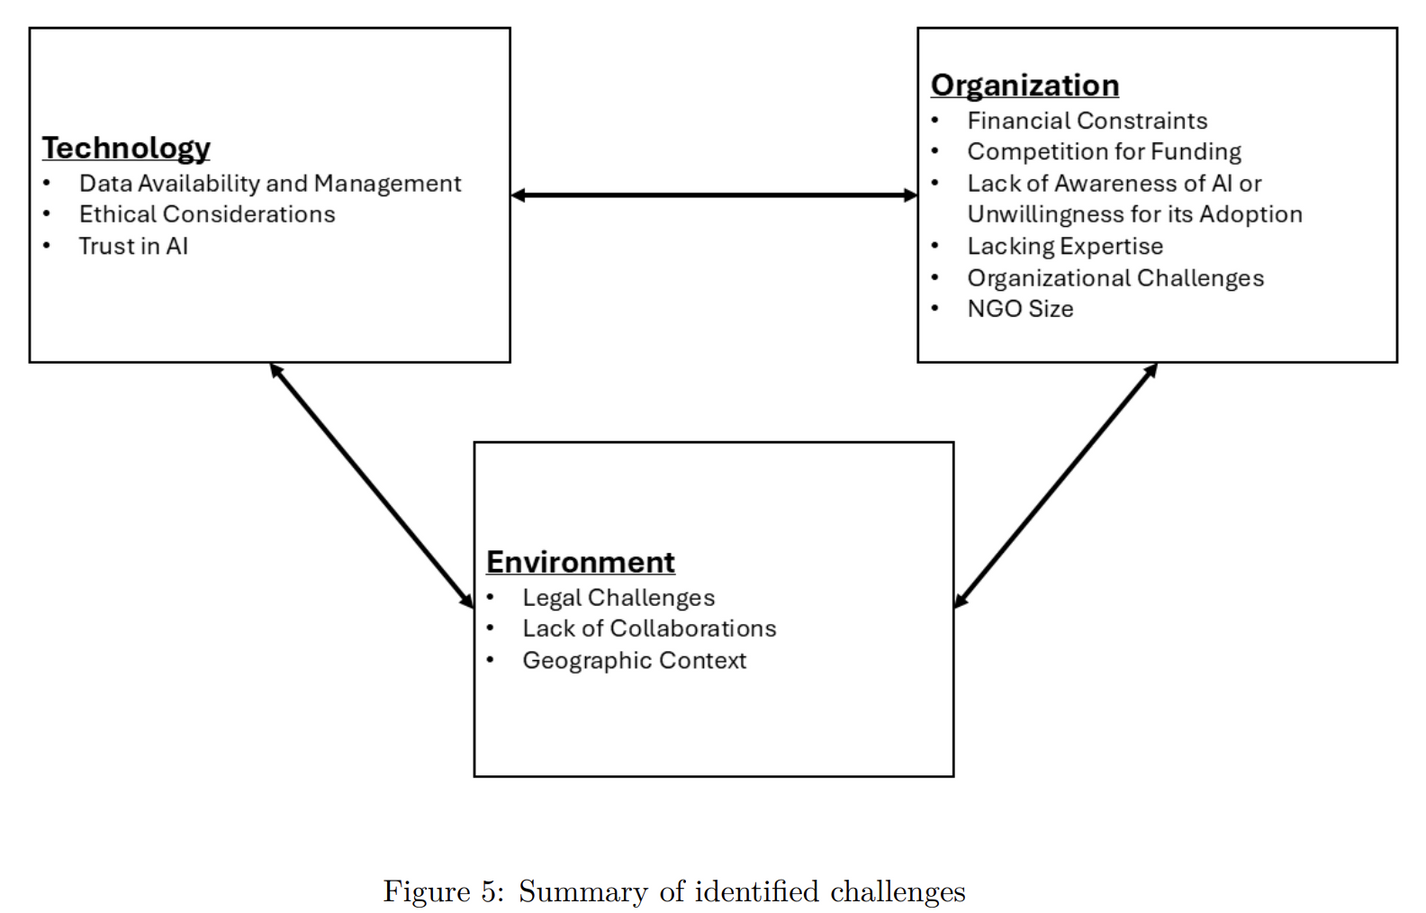 Technology
• Data Availability and Management
• Ethical Considerations
• Trust in AI
Organization
• Financial Constraints
• Competition for Funding
• Lack of Awareness of AI or
Unwillingness for its Adoption
• Lacking Expertise
• Organizational Challenges
• NGO Size
Environment
• Legal Challenges
• Lack of Collaborations
• Geographic Context
Figure 5: Summary of identified challenges